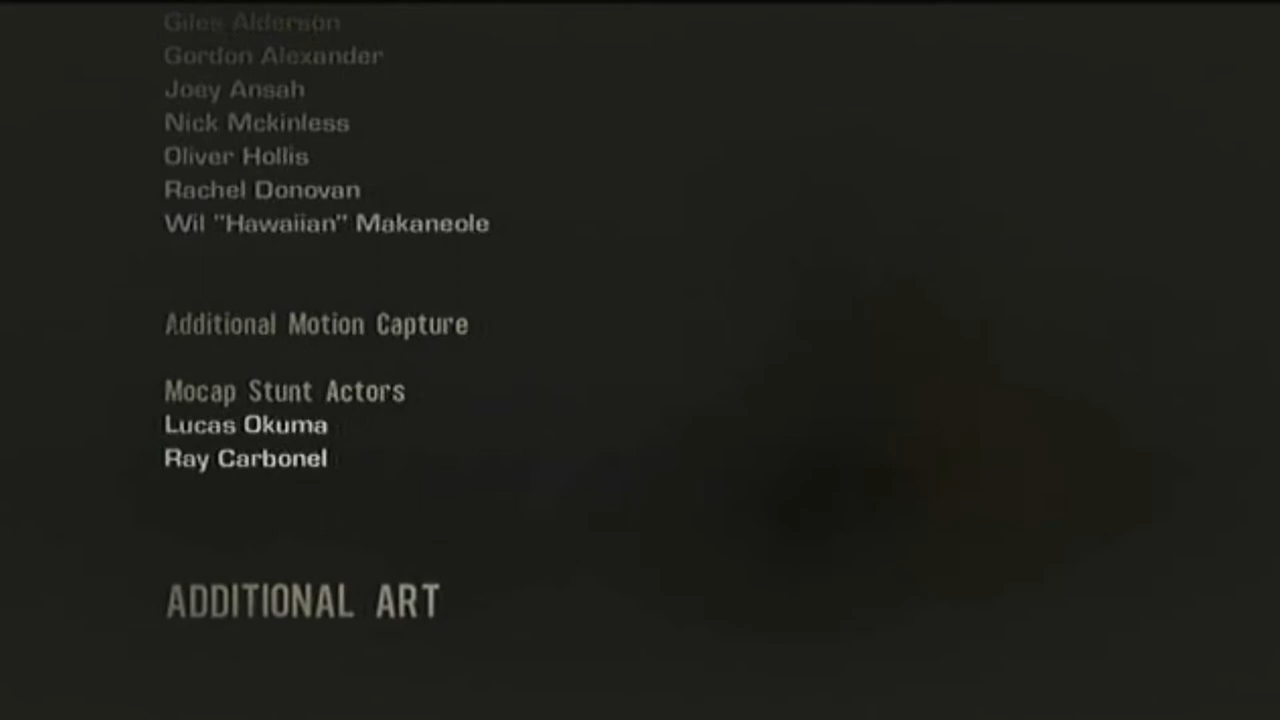 Giles Alderson
Gordon Alexander
Joey Ansah
Nick Mckinless
Oliver Hollis
Rachel Donovan
Wil "Hawaiian" Makaneole
Additional Motion Capture
Mocap Stunt Actors
Lucas Okuma
Ray Carbonel
ADDITIONAL ART